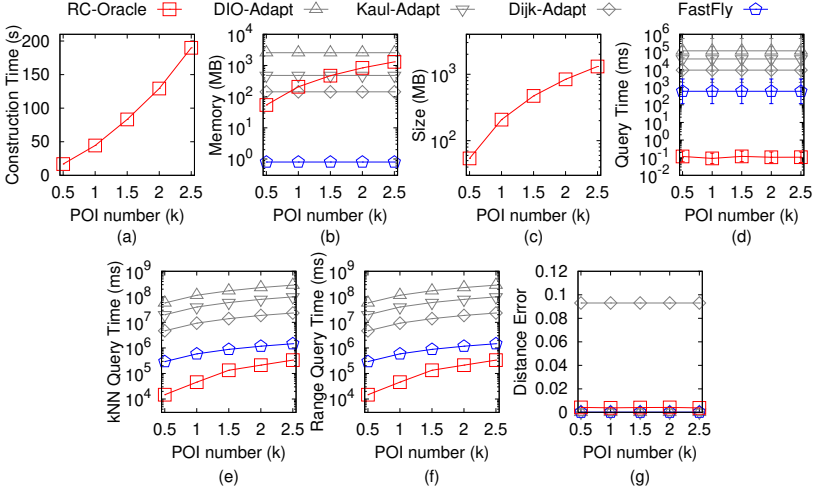 RC-Oracle DIO-Adapt Kaul-Adapt Dijk-Adapt FastFly
Construction Time (s)
200
150
100
50
0
0.5 1 1.5 2 2.5
POI number (k)
(a)
Memory (MB)
10^4
10^3
10^2
10^1
10^0
0.5 1 1.5 2 2.5
POI number (k)
(b)
Size (MB)
10^3
10^2
0.5 1 1.5 2 2.5
POI number (k)
(c)
Query Time (ms)
10^6
10^5
10^4
10^3
10^2
10^1
10^0
10^-1
10^-2
0.5 1 1.5 2 2.5
POI number (k)
(d)
kNN Query Time (ms)
10^9
10^8
10^7
10^6
10^5
10^4
0.5 1 1.5 2 2.5
POI number (k)
(e)
Range Query Time (ms)
10^9
10^8
10^7
10^6
10^5
10^4
0.5 1 1.5 2 2.5
POI number (k)
(f)
Distance Error
0.12
0.1
0.08
0.06
0.04
0.02
0
0.5 1 1.5 2 2.5
POI number (k)
(g)